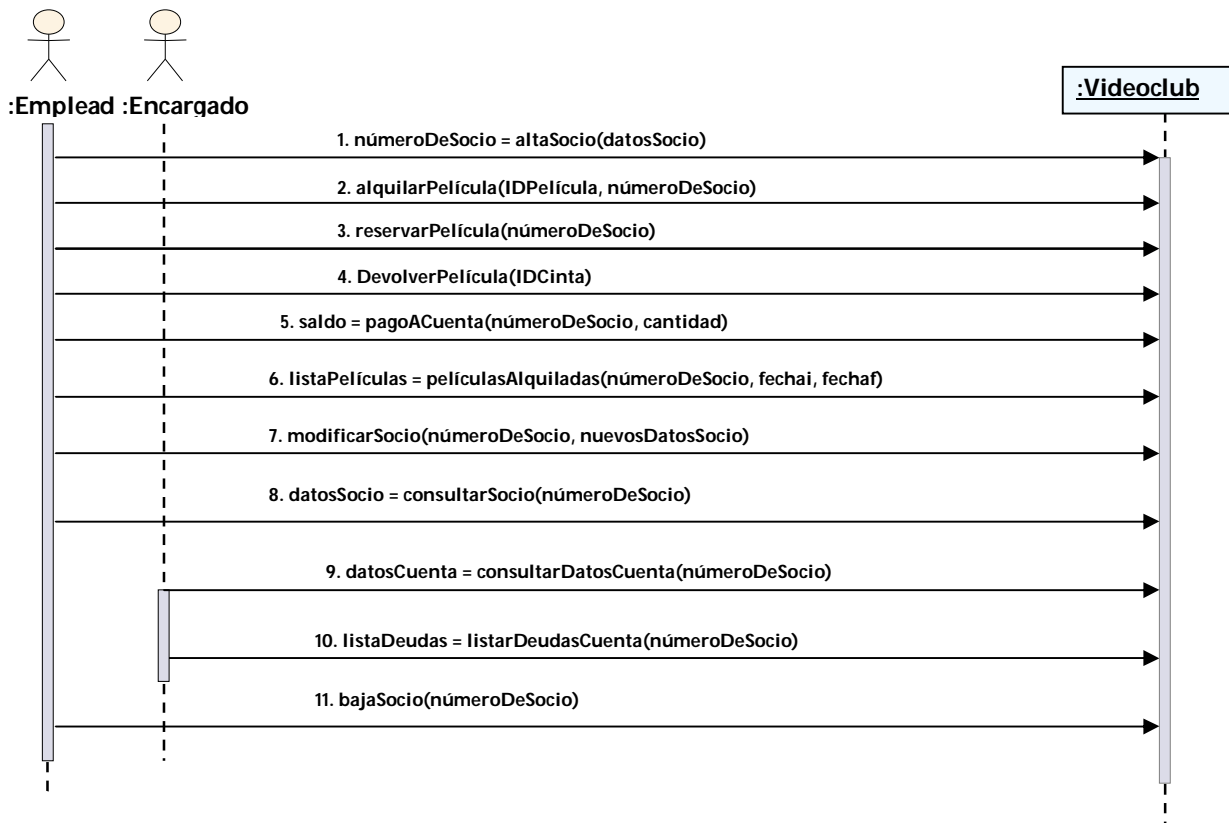 :Emplead :Encargado
:Videoclub
1. númeroDeSocio = altaSocio(datosSocio)
2. alquilarPelícula(IDPelícula, númeroDeSocio)
3. reservarPelícula(númeroDeSocio)
4. DevolverPelícula(IDCinta)
5. saldo = pagoACuenta(númeroDeSocio, cantidad)
6. listaPelículas = películasAlquiladas(númeroDeSocio, fechai, fechaf)
7. modificarSocio(númeroDeSocio, nuevosDatosSocio)
8. datosSocio = consultarSocio(númeroDeSocio)
9. datosCuenta = consultarDatosCuenta(númeroDeSocio)
10. listaDeudas = listarDeudasCuenta(númeroDeSocio)
11. bajaSocio(númeroDeSocio)